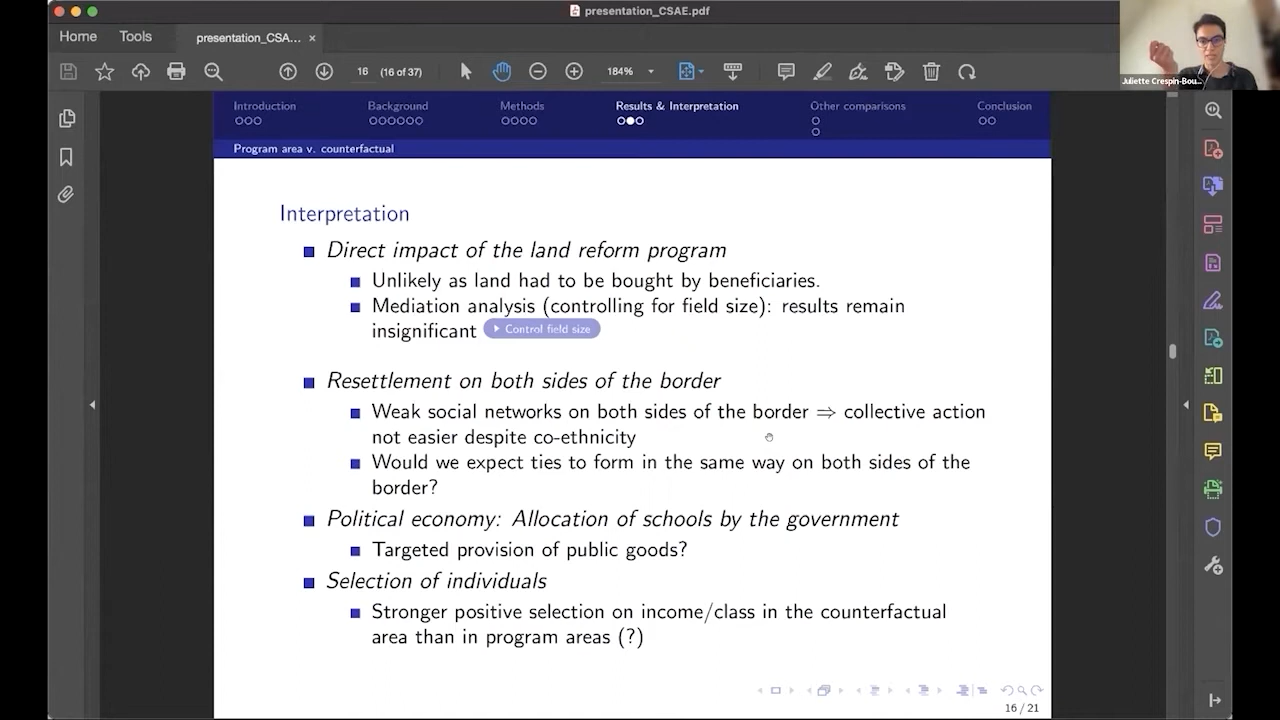 presentation_CSAE.pdf
Home
Tools
presentation_CSA... ×
16 (16 of 37)
184%
Juliette Crespin-Bou...
Introduction
Background
Methods
Results & Interpretation
Other comparisons
Conclusion
Program area v. counterfactual
Interpretation
Direct impact of the land reform program
Unlikely as land had to be bought by beneficiaries.
Mediation analysis (controlling for field size): results remain
insignificant Control field size
Resettlement on both sides of the border
Weak social networks on both sides of the border ⇒ collective action
not easier despite co-ethnicity
Would we expect ties to form in the same way on both sides of the
border?
Political economy: Allocation of schools by the government
Targeted provision of public goods?
Selection of individuals
Stronger positive selection on income/class in the counterfactual
area than in program areas (?)
16 / 21